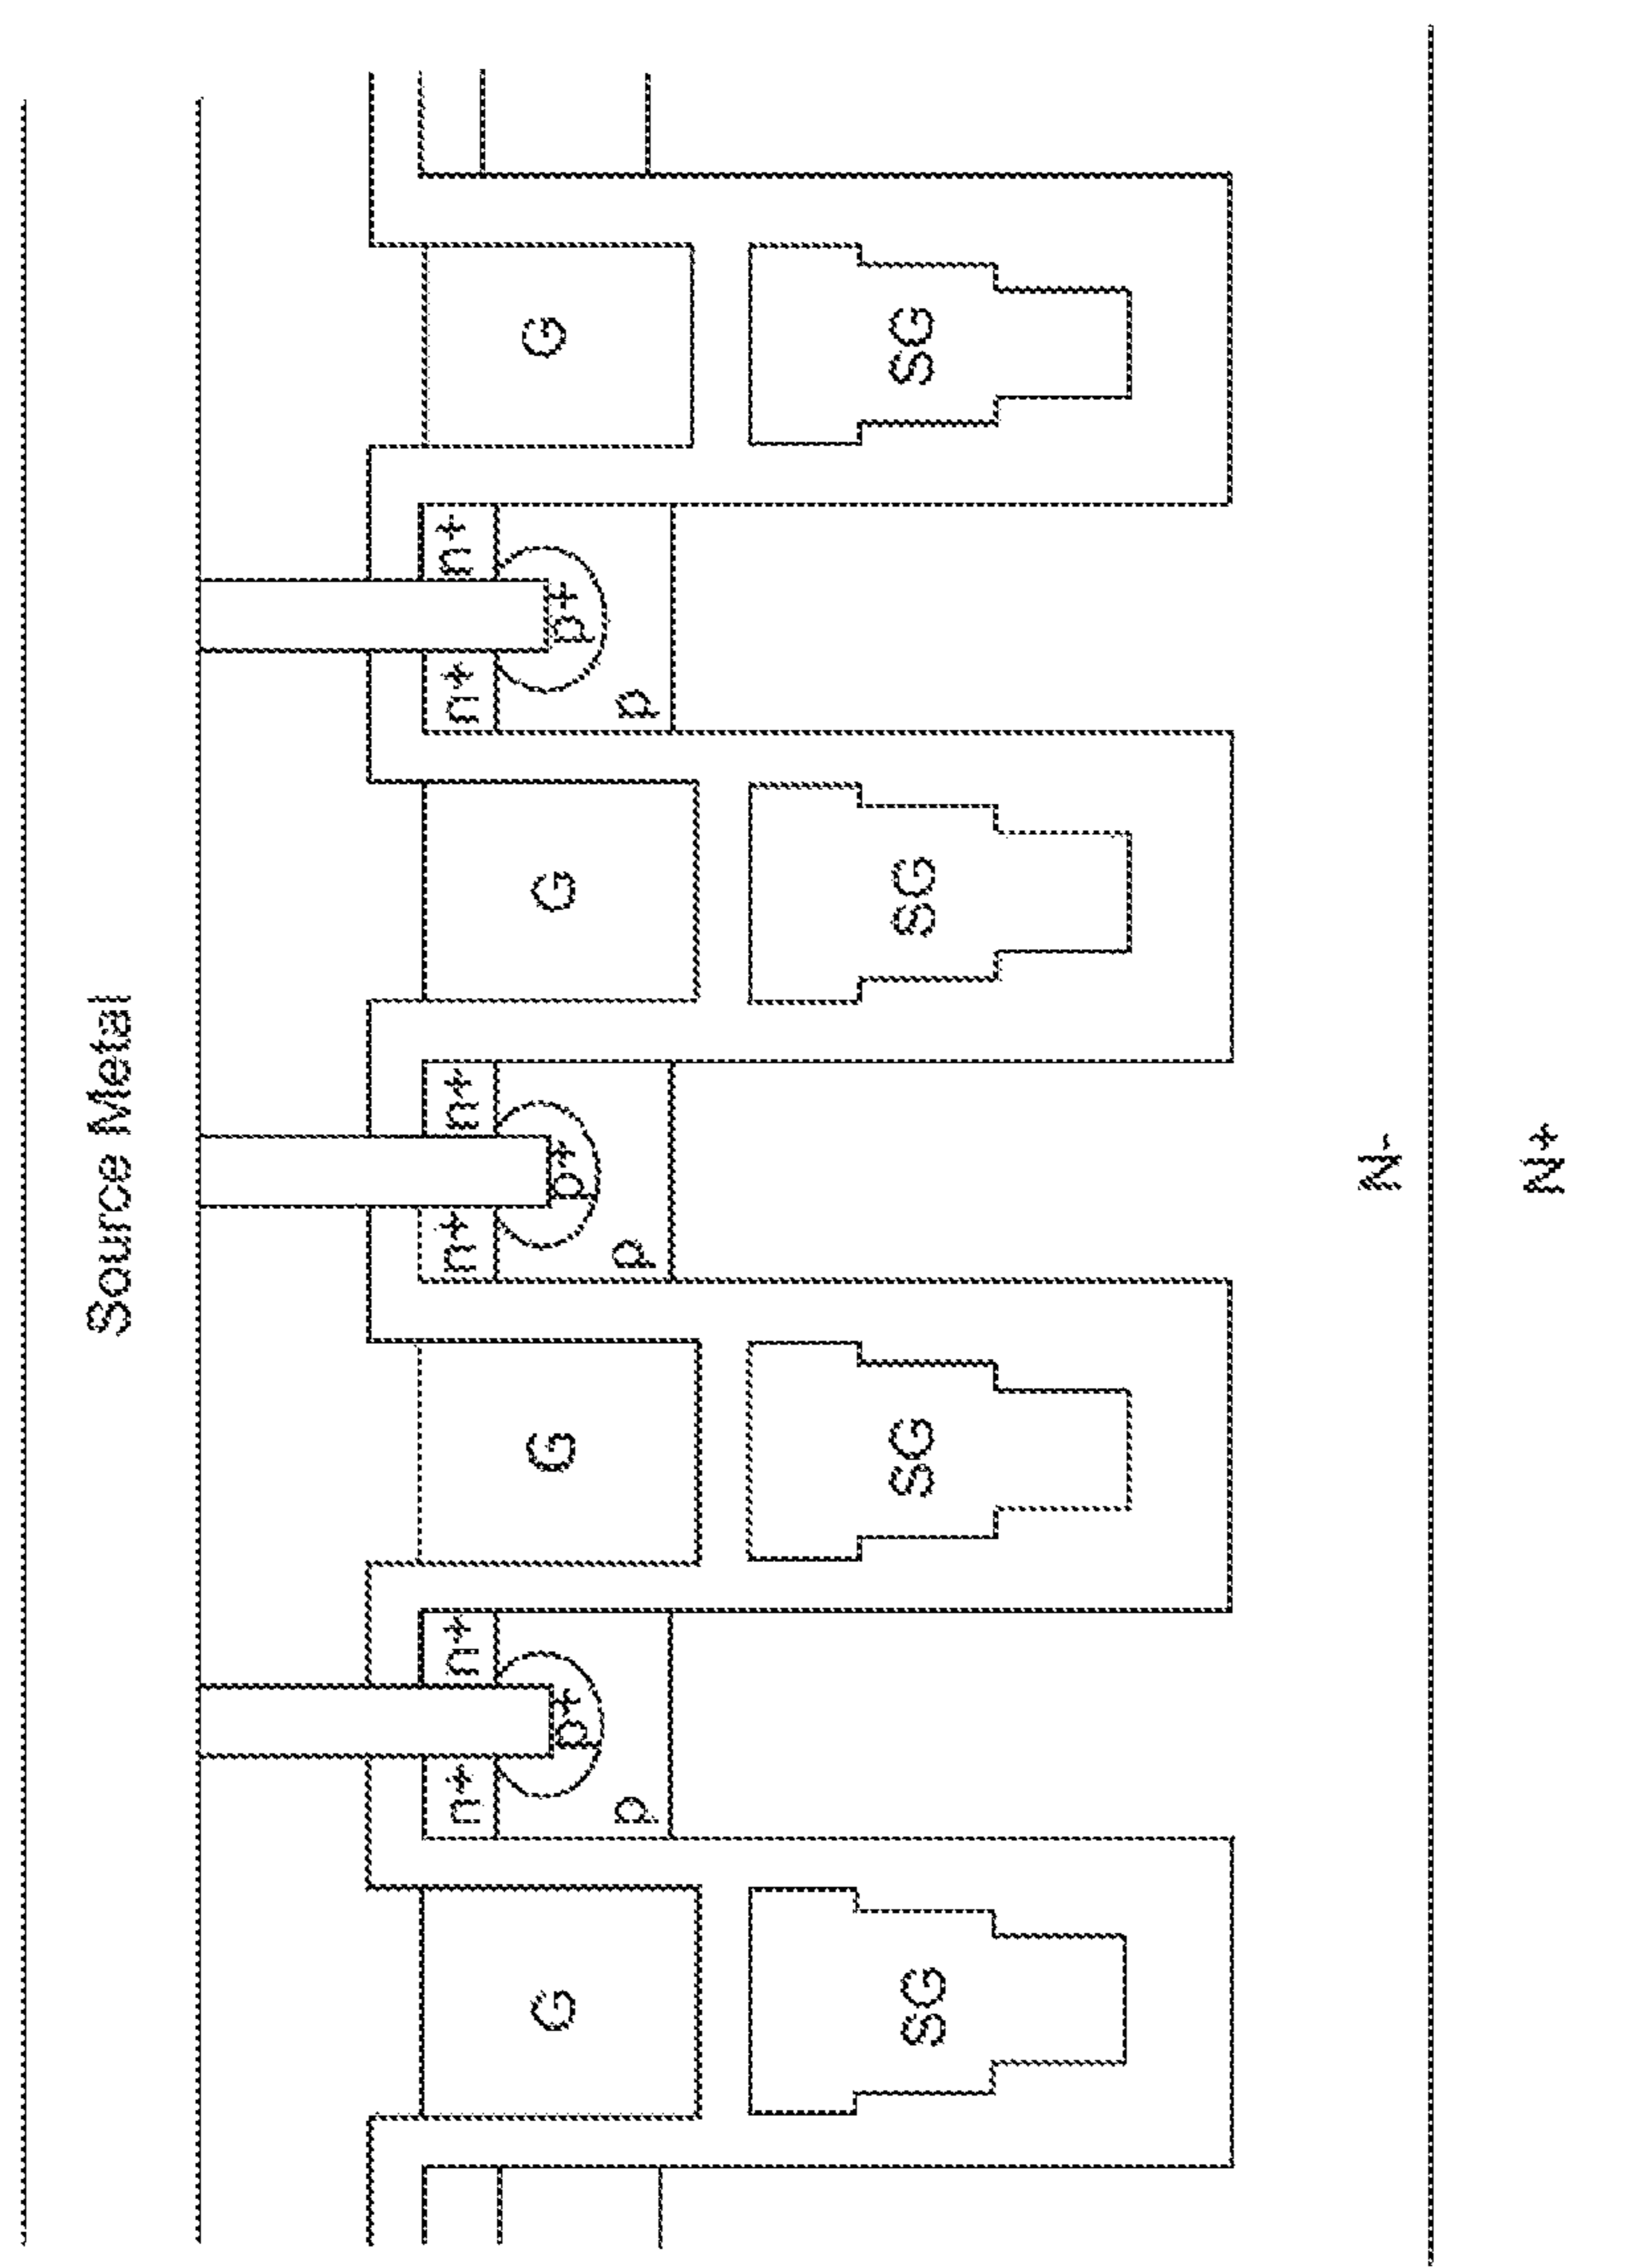 Source Metal
n+ n+ n+ n+ n+ n+
G p+ G p+ G p+ G
p p p
SG SG SG SG
N-
N+